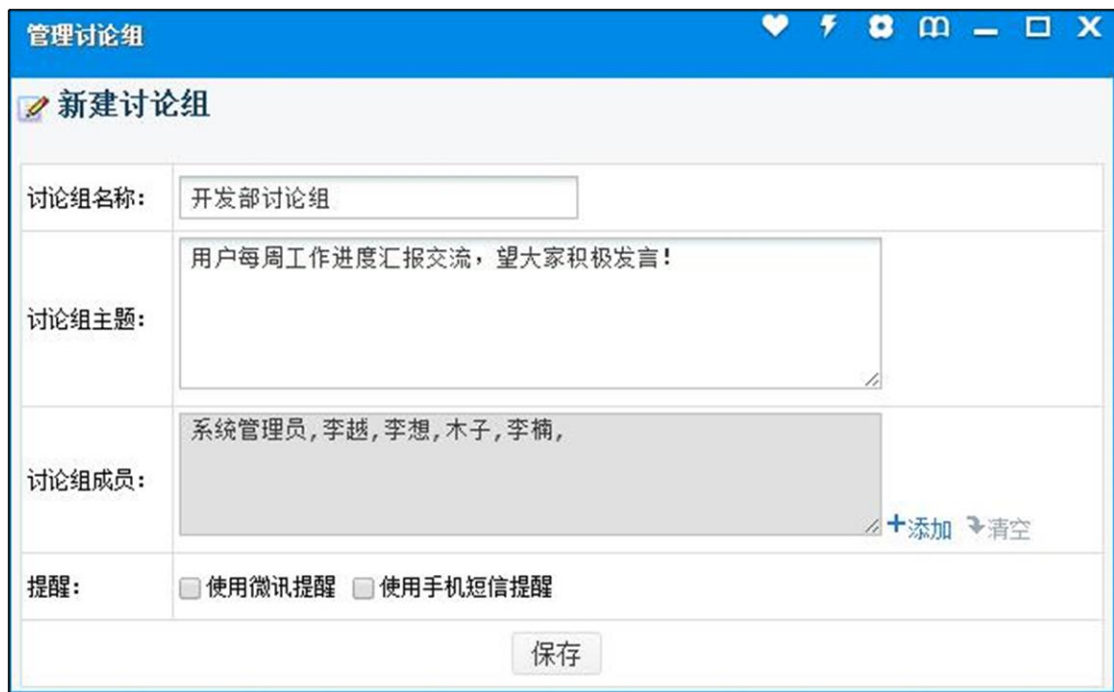 管理讨论组
新建讨论组
讨论组名称：
开发部讨论组
讨论组主题：
用户每周工作进度汇报交流，望大家积极发言！
讨论组成员：
系统管理员,李越,李想,木子,李楠,
添加 清空
提醒：
使用微讯提醒 使用手机短信提醒
保存